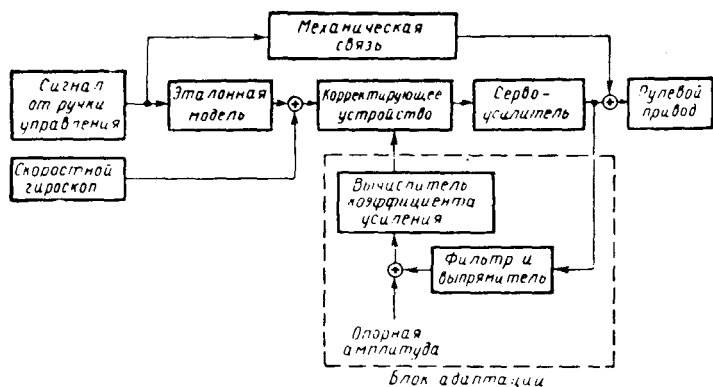 Механическая
связь
Сигнал
от ручки
управления
Эталонная
модель
Корректирующее
устройство
Серво-
усилитель
Рулевой
привод
Скоростной
гироскоп
Вычислитель
коэффициента
усиления
Фильтр и
выпрямитель
Опорная
амплитуда
Блок адаптации